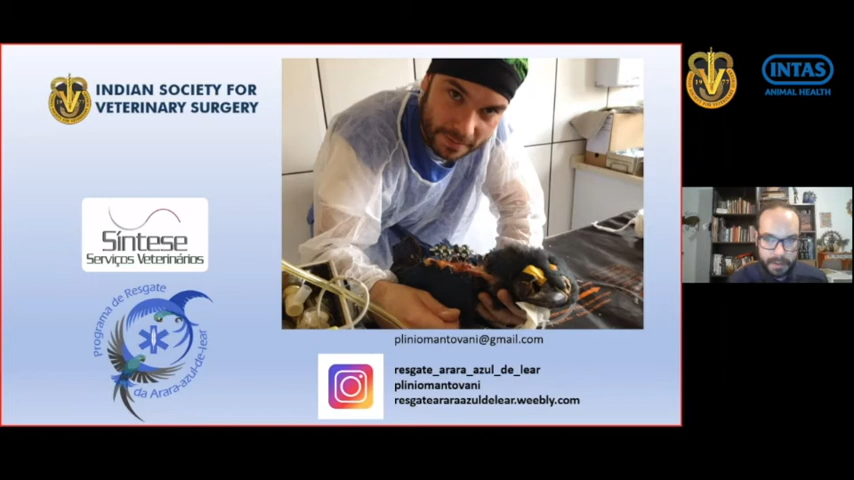 INDIAN SOCIETY FOR
VETERINARY SURGERY
Síntese
Serviços Veterinários
Programa de Resgate
da Arara-azul-de-lear
pliniomantovani@gmail.com
resgate_arara_azul_de_lear
pliniomantovani
resgateararaazuldelear.weebly.com
INTAS
ANIMAL HEALTH